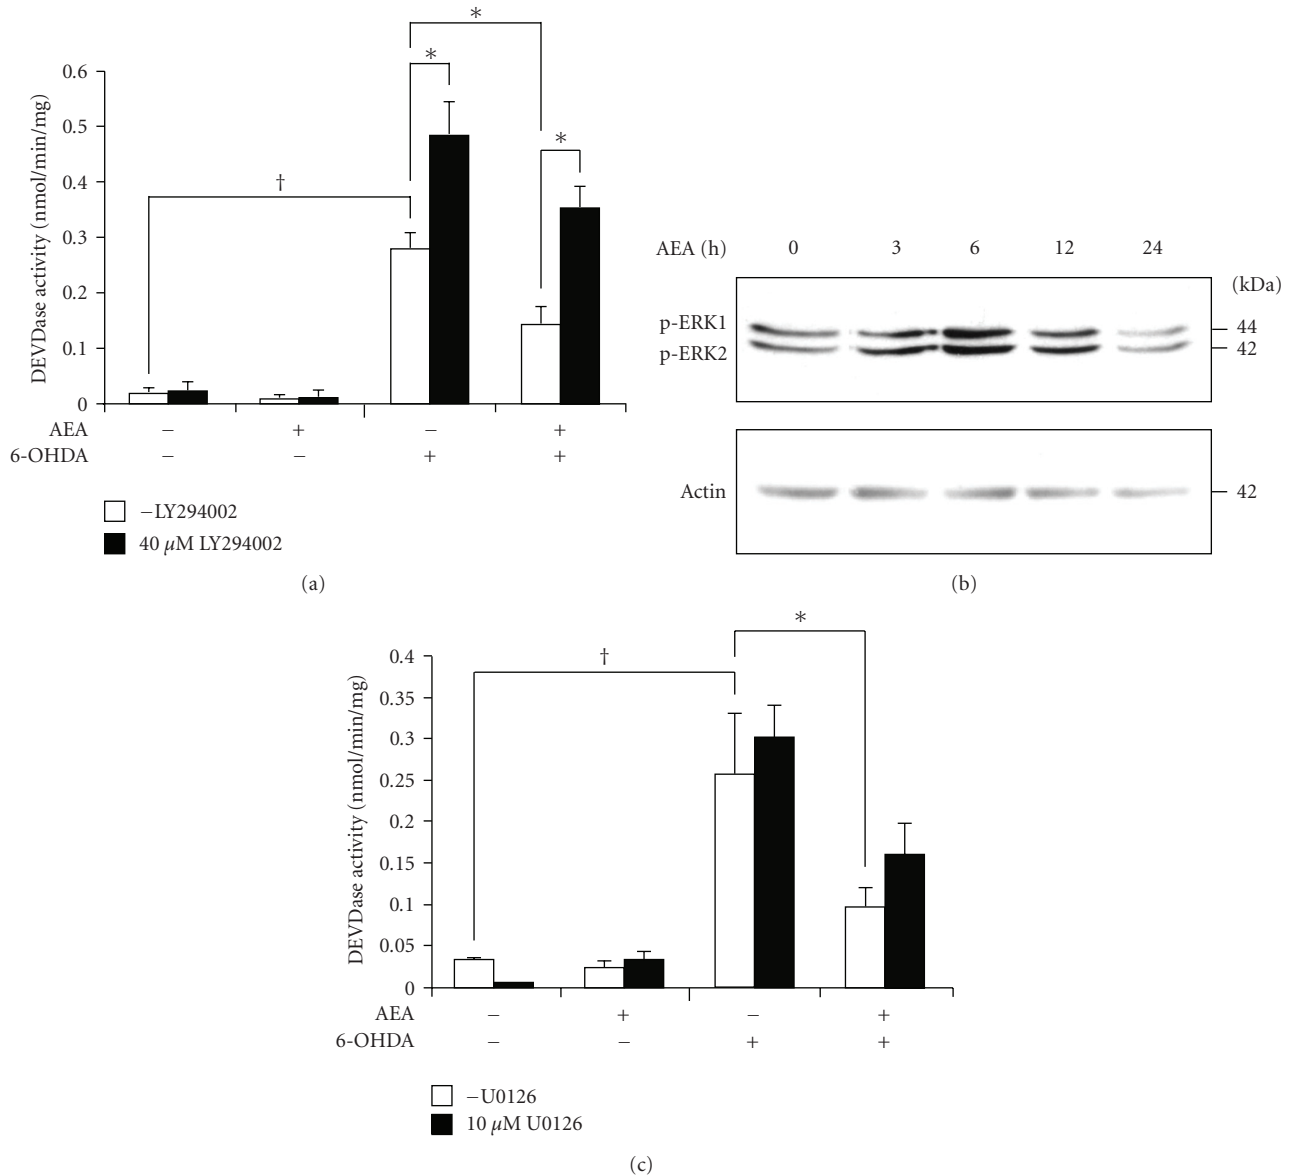 *
*
*
†
DEVDase activity (nmol/min/mg)
0.6
0.5
0.4
0.3
0.2
0.1
0
AEA − + − +
6-OHDA − − + +
−LY294002
40 μM LY294002
(a)
AEA (h) 0 3 6 12 24
(kDa)
p-ERK1 44
p-ERK2 42
Actin 42
(b)
*
†
DEVDase activity (nmol/min/mg)
0.4
0.35
0.3
0.25
0.2
0.15
0.1
0.05
0
AEA − + − +
6-OHDA − − + +
−U0126
10 μM U0126
(c)